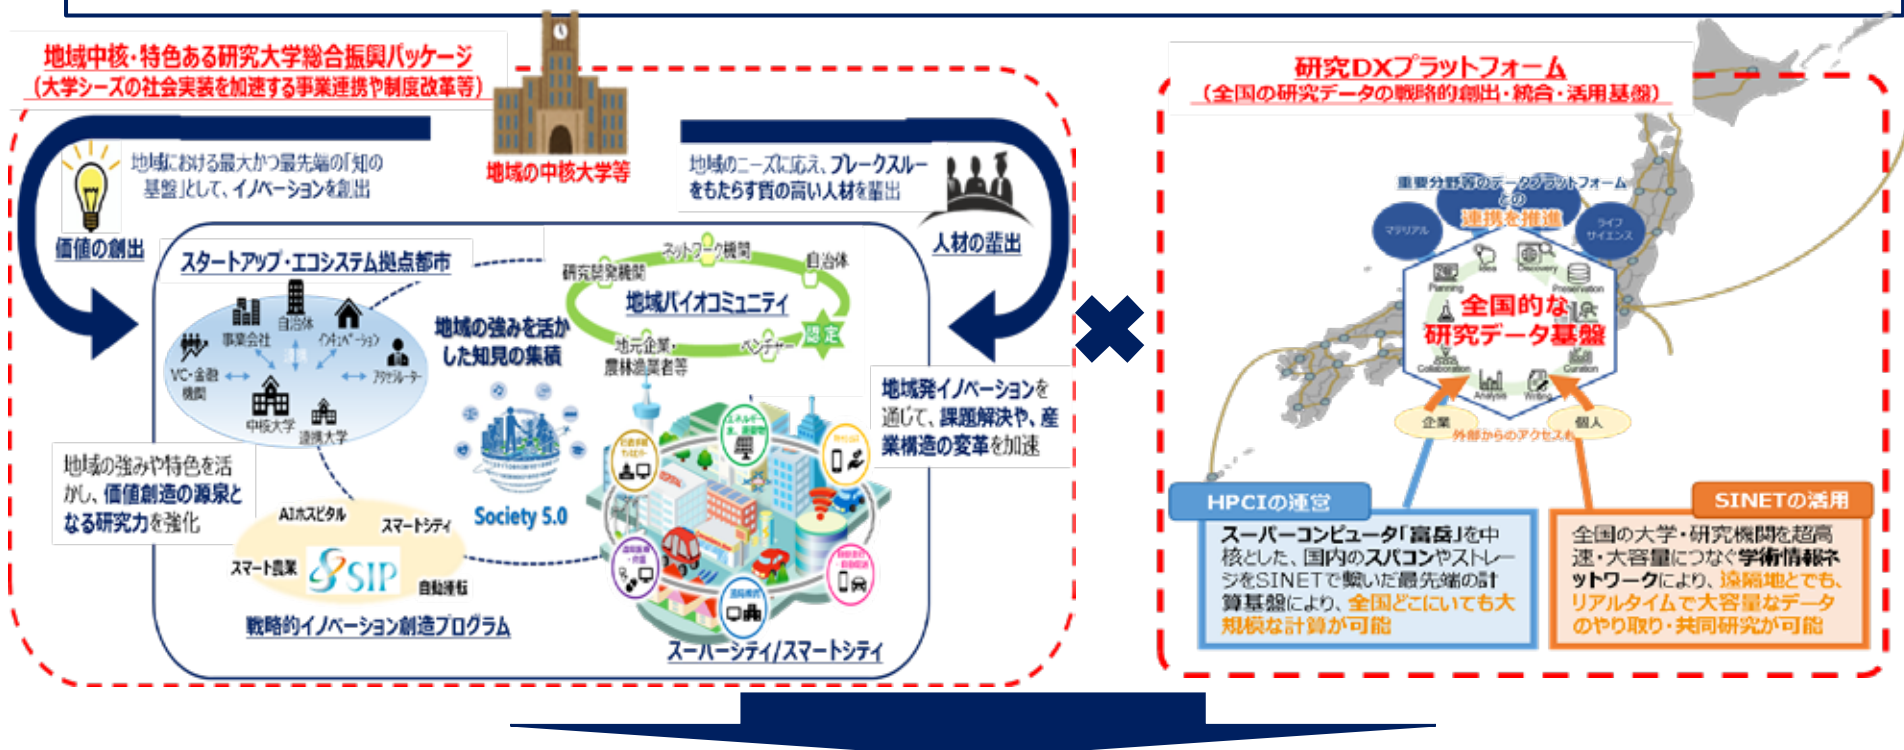 地域中核・特色ある研究大学総合振興パッケージ
(大学シーズの社会実装を加速する事業連携や制度改革等)
地域の中核大学等
地域における最大かつ最先端の「知の
基盤」として、イノベーションを創出
価値の創出
地域のニーズに応え、ブレークスルー
をもたらす質の高い人材を輩出
人材の輩出
スタートアップ・エコシステム拠点都市
事業会社
自治体
インキュベーション
VC・金融
機関
連携
アクセラレーター
中核大学
連携大学
地域の強みを活か
した知見の集積
Society 5.0
ネットワーク機関
研究開発機関
自治体
地域バイオコミュニティ
認定
地元企業・
農林漁業者等
ベンチャー
地域発イノベーションを
通じて、課題解決や、産
業構造の変革を加速
地域の強みや特色を活
かし、価値創造の源泉と
なる研究力を強化
AIホスピタル
スマートシティ
スマート農業
SIP
自動運転
戦略的イノベーション創造プログラム
スーパーシティ/スマートシティ
研究DXプラットフォーム
(全国の研究データの戦略的創出・統合・活用基盤)
重要分野等のデータプラットフォーム
との
連携を推進
マテリアル
ライフ
サイエンス
Idea
Discovery
Planning
Preservation
全国的な
研究データ基盤
Collaboration
Curation
Analysis
Writing
企業
個人
外部からのアクセスも
HPCIの運営
スーパーコンピュータ「富岳」を中
核とした、国内のスパコンやストレー
ジをSINETで繋いだ最先端の計
算基盤により、全国どこにいても大
規模な計算が可能
SINETの活用
全国の大学・研究機関を超高
速・大容量につなぐ学術情報ネ
ットワークにより、遠隔地とでも、
リアルタイムで大容量なデータ
のやり取り・共同研究が可能